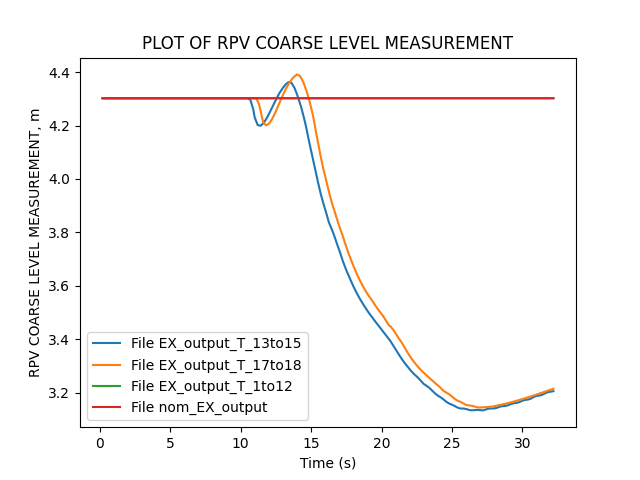 PLOT OF RPV COARSE LEVEL MEASUREMENT
RPV COARSE LEVEL MEASUREMENT, m
4.4
4.2
4.0
3.8
3.6
3.4
3.2
File EX_output_T_13to15
File EX_output_T_17to18
File EX_output_T_1to12
File nom_EX_output
0 5 10 15 20 25 30
Time (s)